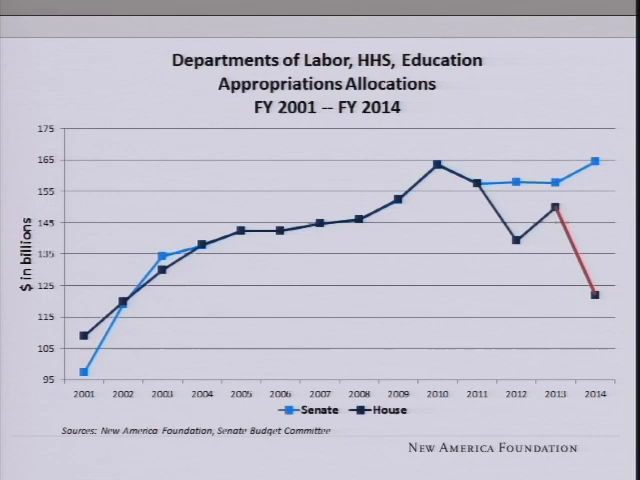 Departments of Labor, HHS, Education
Appropriations Allocations
FY 2001 -- FY 2014
175
165
155
145
135
125
115
105
95
$ in billions
2001 2002 2003 2004 2005 2006 2007 2008 2009 2010 2011 2012 2013 2014
Senate House
Sources: New America Foundation, Senate Budget Committee
NEW AMERICA FOUNDATION